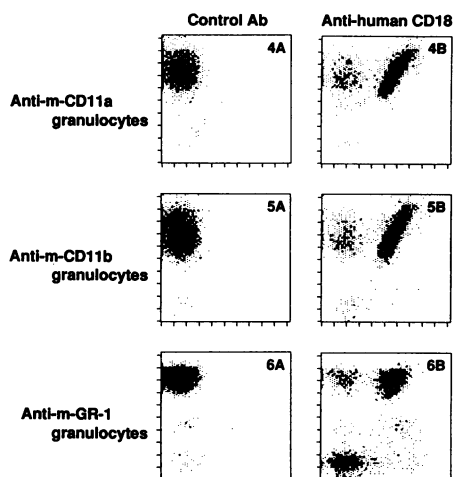 Control Ab
Anti-human CD18
4A
4B
Anti-m-CD11a
granulocytes
5A
5B
Anti-m-CD11b
granulocytes
6A
6B
Anti-m-GR-1
granulocytes